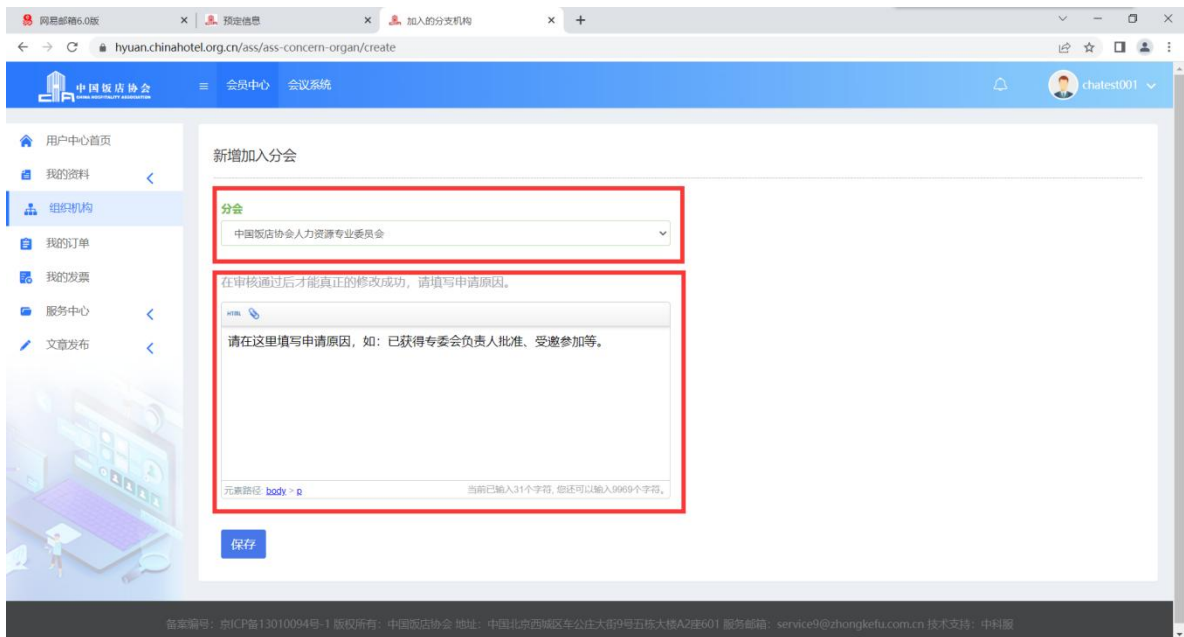 网易邮箱6.0版
预定信息
加入的分支机构
hyuan.chinahotel.org.cn/ass/ass-concern-organ/create
中国饭店协会
CHINA HOSPITALITY ASSOCIATION
会员中心 会议系统
chatest001
用户中心首页
我的资料
组织机构
我的订单
我的发票
服务中心
文章发布
新增加入分会
分会
中国饭店协会人力资源专业委员会
在审核通过后才能真正的修改成功，请填写申请原因。
HTML
请在这里填写申请原因，如：已获得专委会负责人批准、受邀参加等。
元素路径: body > p
当前已输入31个字符, 您还可以输入9969个字符。
保存
备案编号：京ICP备13010094号-1 版权所有：中国饭店协会 地址：中国北京西城区车公庄大街9号五栋大楼A2座601 服务邮箱：service9@zhongkefu.com.cn 技术支持：中科服